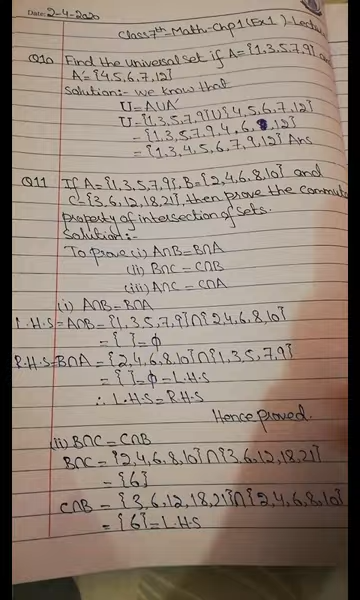 Date: 2-4-2020
Class 7th - Math - Chp 1 (Ex 1)
Q10 Find the universal set if A = {1,3,5,7,9}
A' = {4,5,6,7,12}
Solution:- We know that
U = A∪A'
U = {1,3,5,7,9} ∪ {4,5,6,7,12}
= {1,3,5,7,9,4,6,12}
= {1,3,4,5,6,7,9,12} Ans
Q11 If A = {1,3,5,7,9}, B = {2,4,6,8,10} and
C = {3,6,12,18,21}, then prove the
property of intersection of sets.
Solution:-
To prove (i) A∩B = B∩A
(ii) B∩C = C∩B
(iii) A∩C = C∩A
(i) A∩B = B∩A
L.H.S = A∩B = {1,3,5,7,9} ∩ {2,4,6,8,10}
= { } = ϕ
R.H.S = B∩A = {2,4,6,8,10} ∩ {1,3,5,7,9}
= { } = ϕ = L.H.S
∴ L.H.S = R.H.S
Hence proved.
(ii) B∩C = C∩B
B∩C = {2,4,6,8,10} ∩ {3,6,12,18,21}
= {6}
C∩B = {3,6,12,18,21} ∩ {2,4,6,8,10}
= {6} = L.H.S